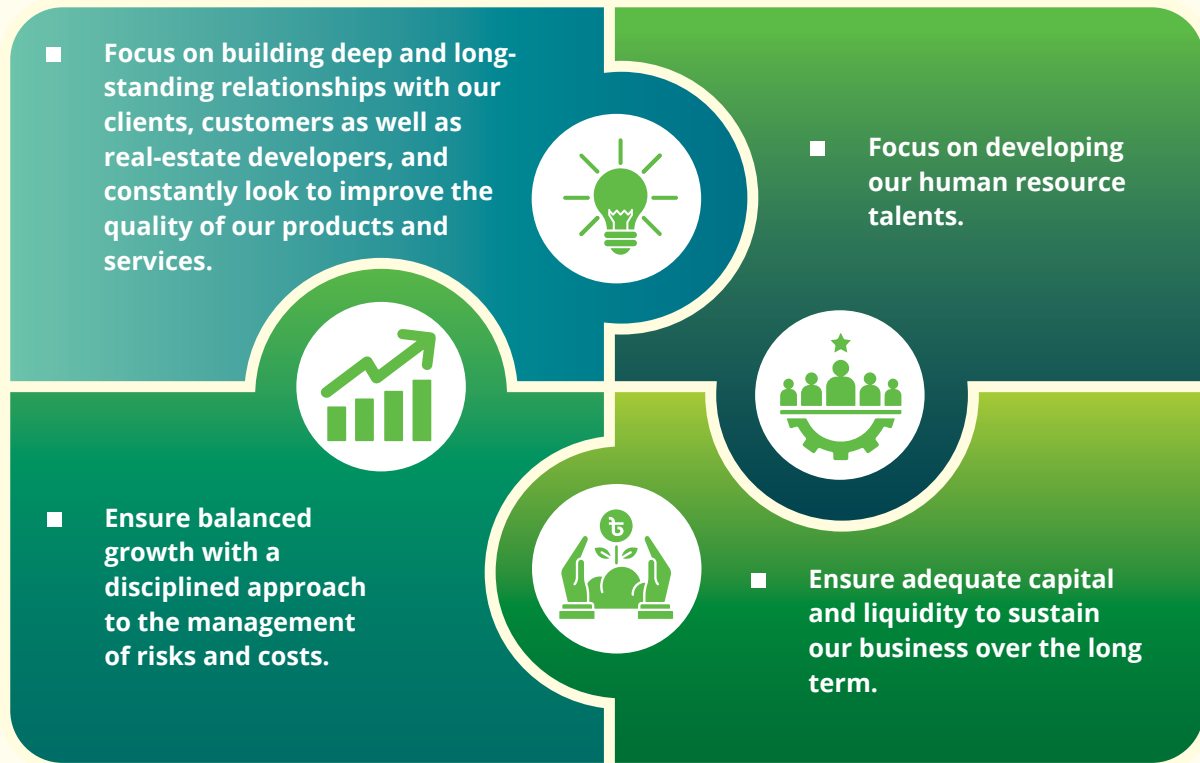 Focus on building deep and long-
standing relationships with our
clients, customers as well as
real-estate developers, and
constantly look to improve the
quality of our products and
services.
Focus on developing
our human resource
talents.
Ensure balanced
growth with a
disciplined approach
to the management
of risks and costs.
৳
Ensure adequate capital
and liquidity to sustain
our business over the long
term.